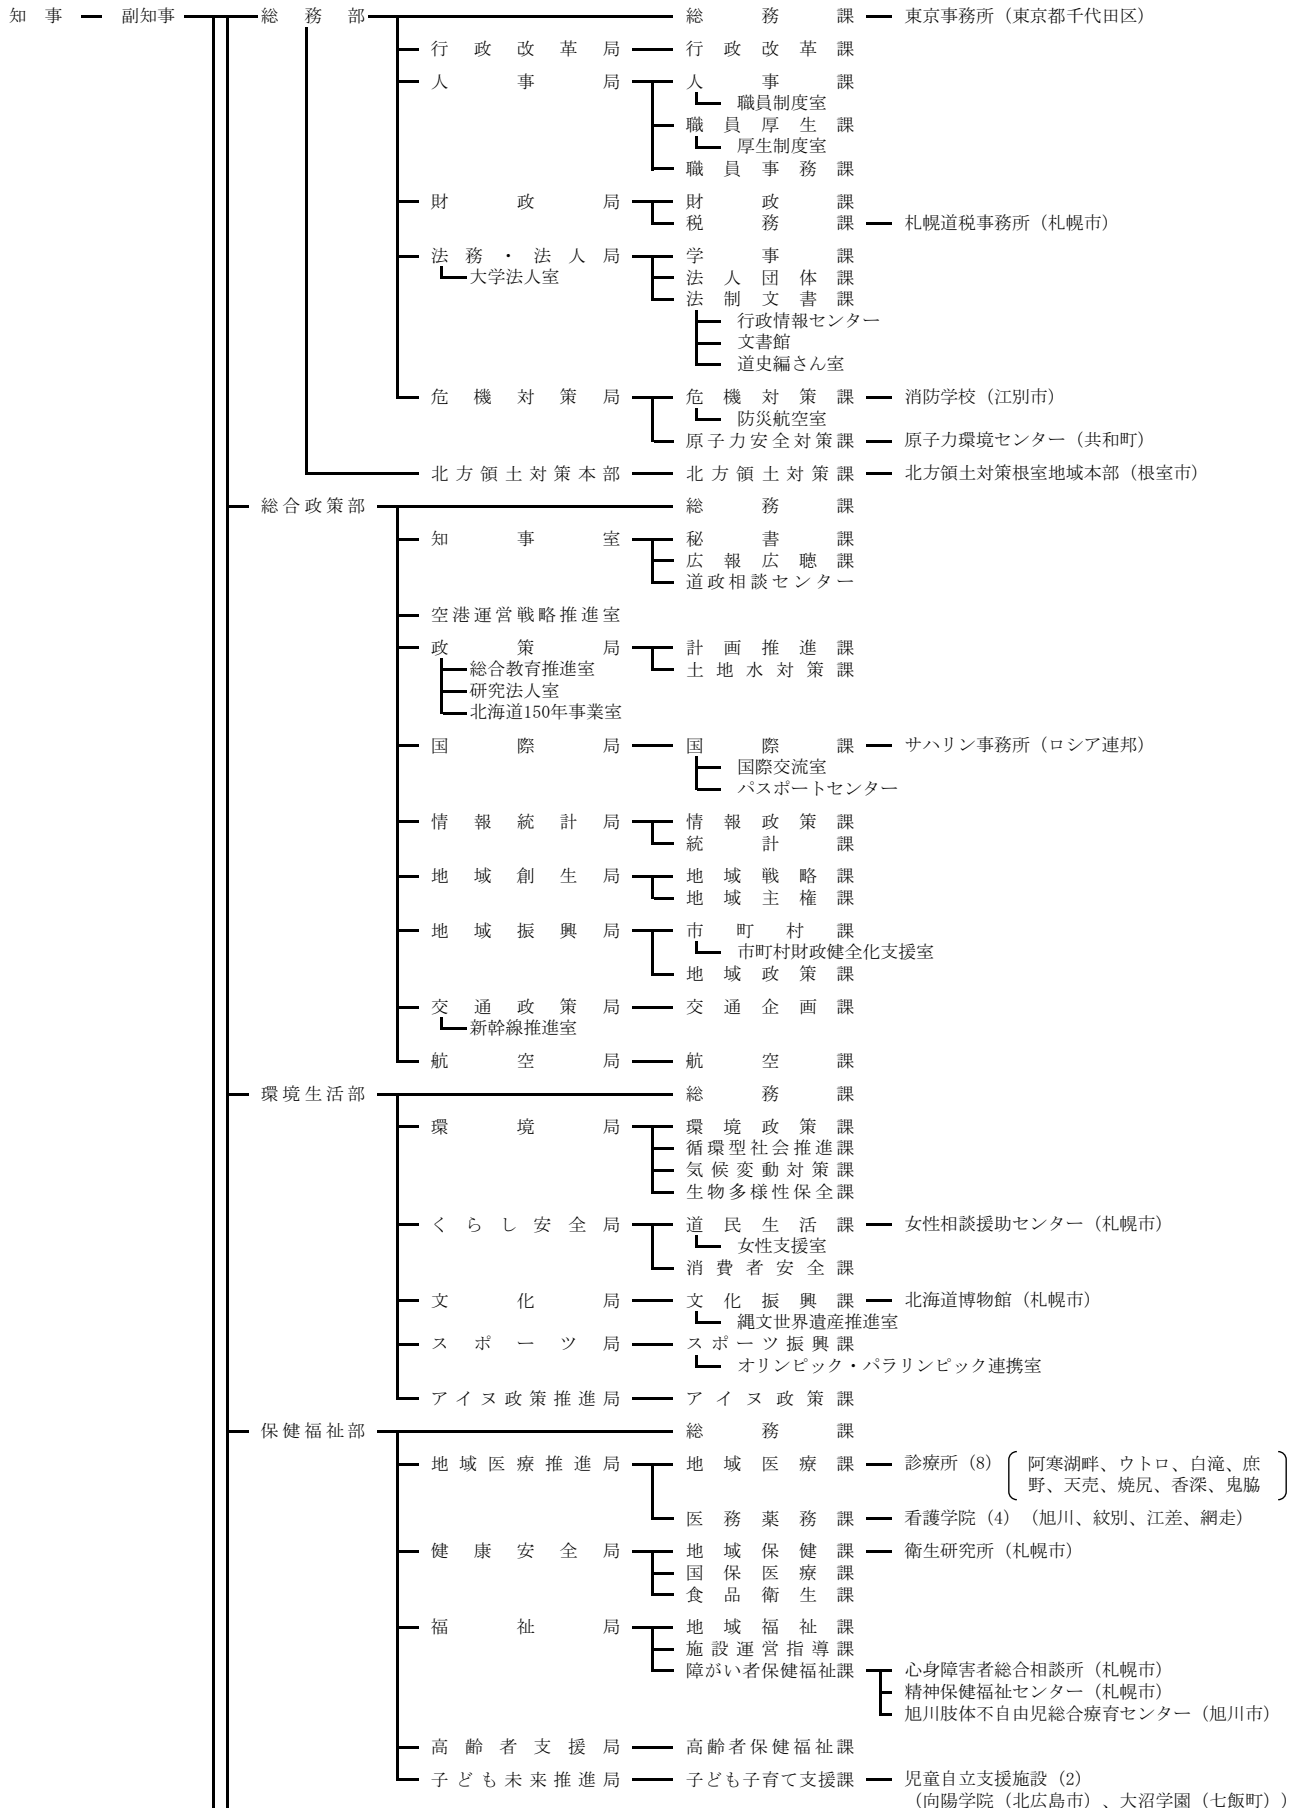 知事 副知事 総務部 総務課 東京事務所（東京都千代田区）
行政改革局 行政改革課
人事局 人事課
職員制度室
職員厚生課
厚生制度室
職員事務課
財政局 財政課
税務課 札幌道税事務所（札幌市）
法務・法人局 学事課
大学法人室 法人団体課
法制文書課
行政情報センター
文書館
道史編さん室
危機対策局 危機対策課 消防学校（江別市）
防災航空室
原子力安全対策課 原子力環境センター（共和町）
北方領土対策本部 北方領土対策課 北方領土対策根室地域本部（根室市）
総合政策部 総務課
知事室 秘書課
広報広聴課
道政相談センター
空港運営戦略推進室
政策局 計画推進課
総合教育推進室 土地水対策課
研究法人室
北海道150年事業室
国際局 国際課 サハリン事務所（ロシア連邦）
国際交流室
パスポートセンター
情報統計局 情報政策課
統計課
地域創生局 地域戦略課
地域主権課
地域振興局 市町村課
市町村財政健全化支援室
地域政策課
交通政策局 交通企画課
新幹線推進室
航空局 航空課
環境生活部 総務課
環境局 環境政策課
循環型社会推進課
気候変動対策課
生物多様性保全課
くらし安全局 道民生活課 女性相談援助センター（札幌市）
女性支援室
消費者安全課
文化局 文化振興課 北海道博物館（札幌市）
縄文世界遺産推進室
スポーツ局 スポーツ振興課
オリンピック・パラリンピック連携室
アイヌ政策推進局 アイヌ政策課
保健福祉部 総務課
地域医療推進局 地域医療課 診療所（8） 阿寒湖畔、ウトロ、白滝、庶
野、天売、焼尻、香深、鬼脇
医務薬務課 看護学院（4）（旭川、紋別、江差、網走）
健康安全局 地域保健課 衛生研究所（札幌市）
国保医療課
食品衛生課
福祉局 地域福祉課
施設運営指導課
障がい者保健福祉課 心身障害者総合相談所（札幌市）
精神保健福祉センター（札幌市）
旭川肢体不自由児総合療育センター（旭川市）
高齢者支援局 高齢者保健福祉課
子ども未来推進局 子ども子育て支援課 児童自立支援施設（2）
（向陽学院（北広島市）、大沼学園（七飯町））